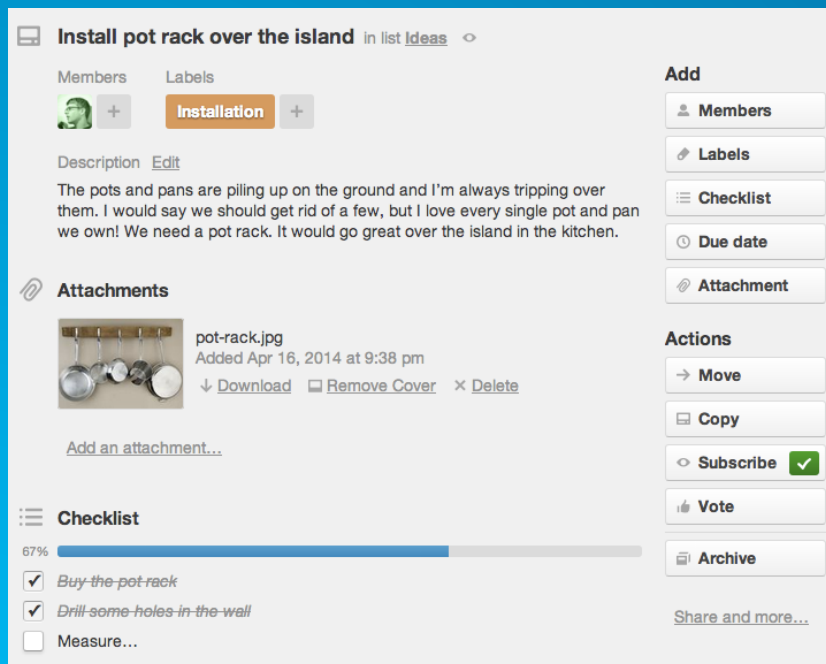 Install pot rack over the island in list Ideas
Members Labels
+ Installation +
Description Edit
The pots and pans are piling up on the ground and I'm always tripping over
them. I would say we should get rid of a few, but I love every single pot and pan
we own! We need a pot rack. It would go great over the island in the kitchen.
Attachments
pot-rack.jpg
Added Apr 16, 2014 at 9:38 pm
Download Remove Cover Delete
Add an attachment…
Checklist
67%
Buy the pot rack
Drill some holes in the wall
Measure…
Add
Members
Labels
Checklist
Due date
Attachment
Actions
Move
Copy
Subscribe
Vote
Archive
Share and more…